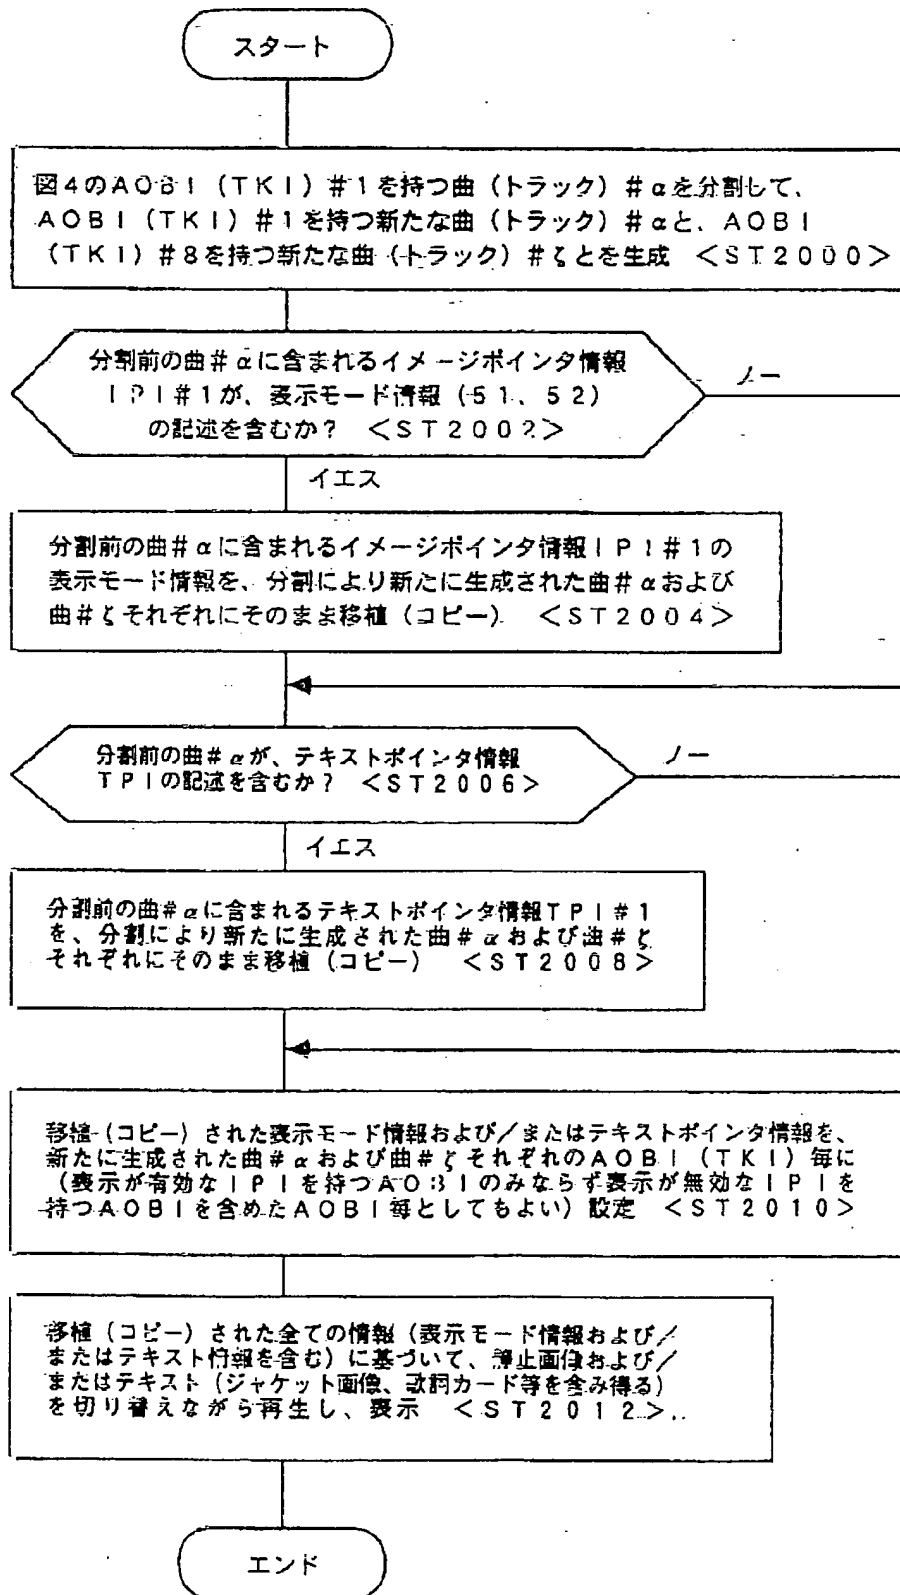 スタート
図4のAOBI（TKI）#1を持つ曲（トラック）#αを分割して、
AOBI（TKI）#1を持つ新たな曲（トラック）#αと、AOBI
（TKI）#8を持つ新たな曲（トラック）#ζとを生成 <ST2000>
分割前の曲#αに含まれるイメージポインタ情報
IPI#1が、表示モード情報（51、52）
の記述を含むか? <ST2002>
ノー
イエス
分割前の曲#αに含まれるイメージポインタ情報IPI#1の
表示モード情報を、分割により新たに生成された曲#αおよび
曲#ζそれぞれにそのまま移植（コピー） <ST2004>
分割前の曲#αが、テキストポインタ情報
TPIの記述を含むか? <ST2006>
ノー
イエス
分割前の曲#αに含まれるテキストポインタ情報TPI#1
を、分割により新たに生成された曲#αおよび曲#ζ
それぞれにそのまま移植（コピー） <ST2008>
移植（コピー）された表示モード情報および/またはテキストポインタ情報を、
新たに生成された曲#αおよび曲#ζそれぞれのAOBI（TKI）毎に
（表示が有効なIPIを持つAOBIのみならず表示が無効なIPIを
持つAOBIを含めたAOBI毎としてもよい）設定 <ST2010>
移植（コピー）された全ての情報（表示モード情報および/
またはテキスト情報を含む）に基づいて、静止画像および/
またはテキスト（ジャケット画像、歌詞カード等を含み得る）
を切り替えながら再生し、表示 <ST2012>
エンド